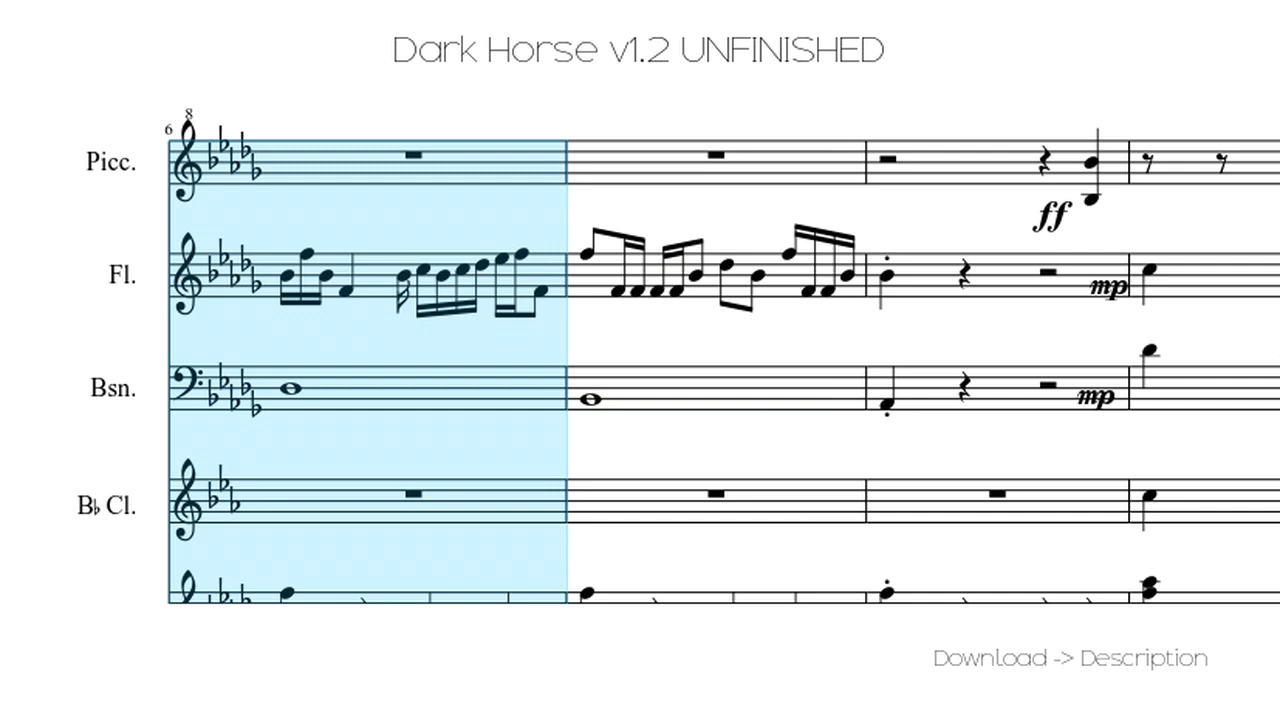 Dark Horse v1.2 UNFINISHED
8
6
Picc.
ff
Fl.
mp
Bsn.
mp
B♭ Cl.
Download -> Description